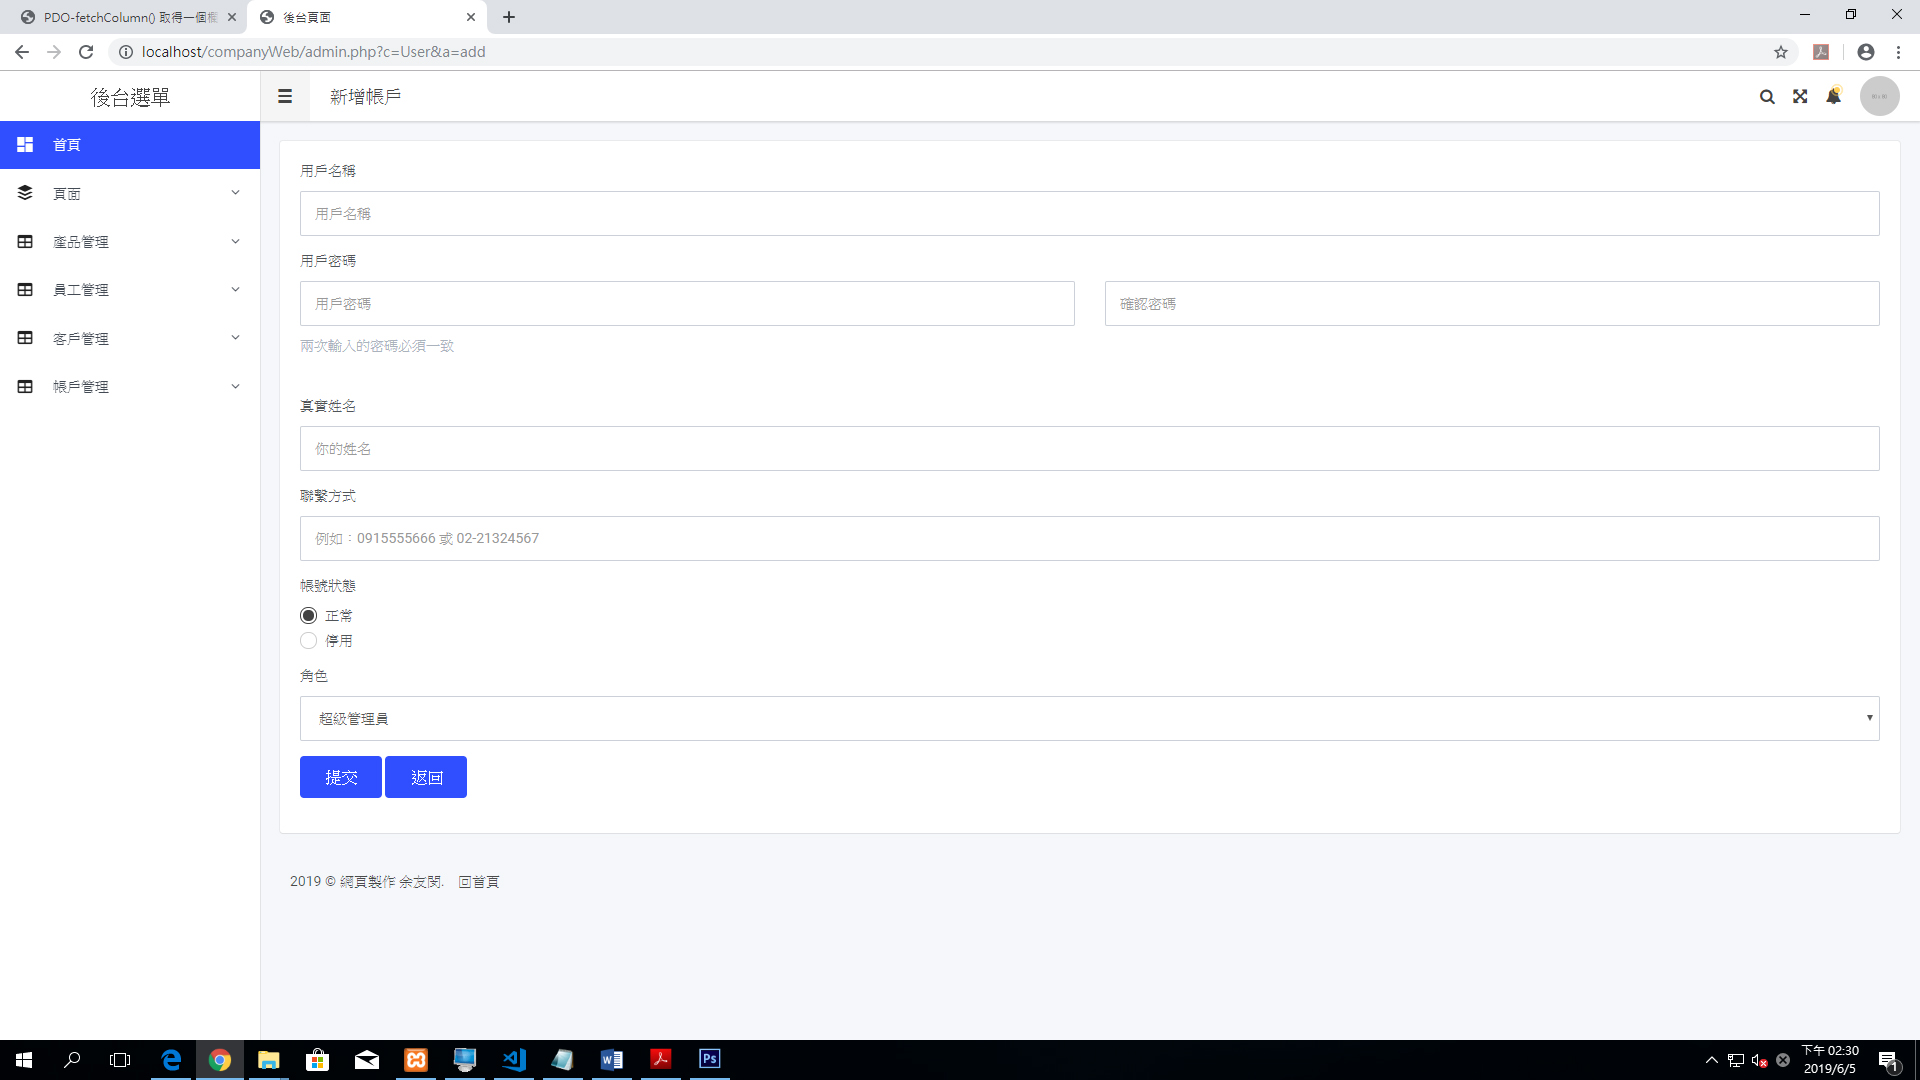 PDO-fetchColumn() 取得一個
後台頁面
localhost/companyWeb/admin.php?c=User&a=add
後台選單
新增帳戶
首頁
頁面
產品管理
員工管理
客戶管理
帳戶管理
用戶名稱
用戶名稱
用戶密碼
用戶密碼
確認密碼
兩次輸入的密碼必須一致
真實姓名
你的姓名
聯繫方式
例如：0915555666 或 02-21324567
帳號狀態
正常
停用
角色
超級管理員
提交 返回
2019 © 網頁製作 余友閔. 回首頁
下午 02:30
2019/6/5
1